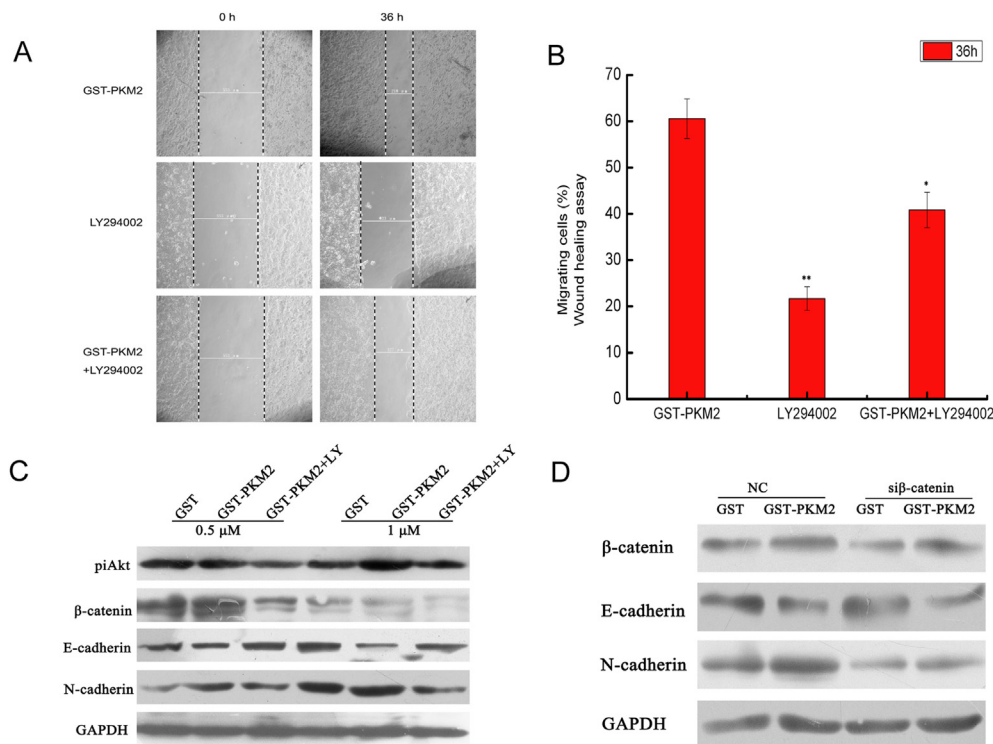 A
0 h
36 h
GST-PKM2
LY294002
GST-PKM2
+LY294002
B
36h
Migrating cells (%)
Wound healing assay
70
60
50
40
30
20
10
0
**
*
GST-PKM2
LY294002
GST-PKM2+LY294002
C
GST
GST-PKM2
GST-PKM2+LY
GST
GST-PKM2
GST-PKM2+LY
0.5 μM
1 μM
piAkt
β-catenin
E-cadherin
N-cadherin
GAPDH
D
NC
siβ-catenin
GST
GST-PKM2
GST
GST-PKM2
β-catenin
E-cadherin
N-cadherin
GAPDH